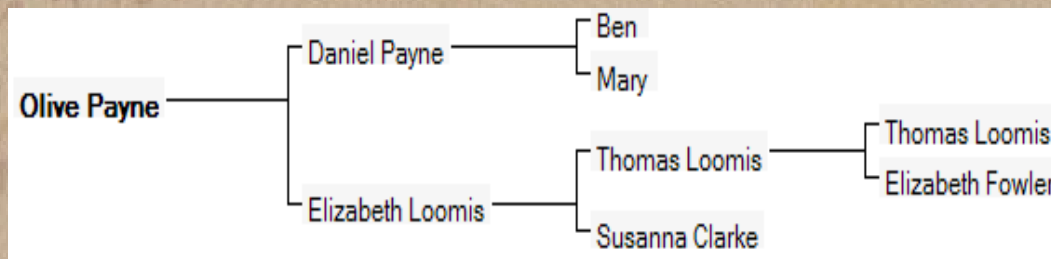 Ben
Daniel Payne
Mary
Olive Payne
Thomas Loomis
Thomas Loomis
Elizabeth Fowler
Elizabeth Loomis
Susanna Clarke